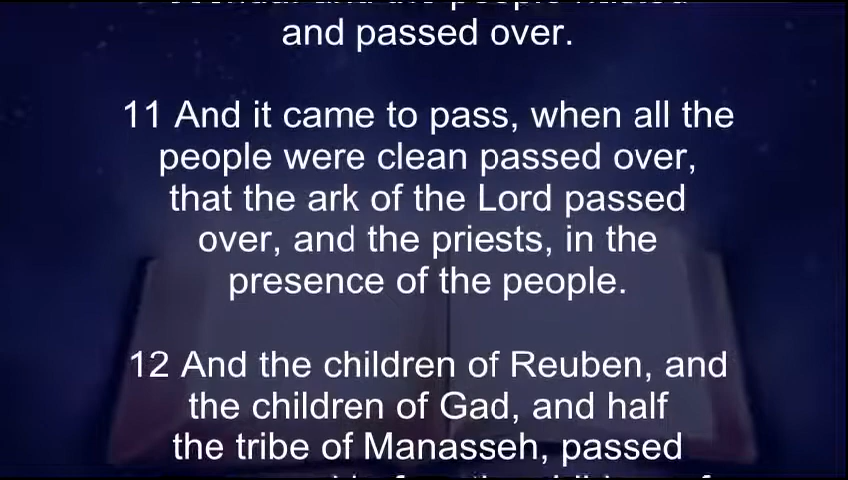 and passed over.
11 And it came to pass, when all the
people were clean passed over,
that the ark of the Lord passed
over, and the priests, in the
presence of the people.
12 And the children of Reuben, and
the children of Gad, and half
the tribe of Manasseh, passed